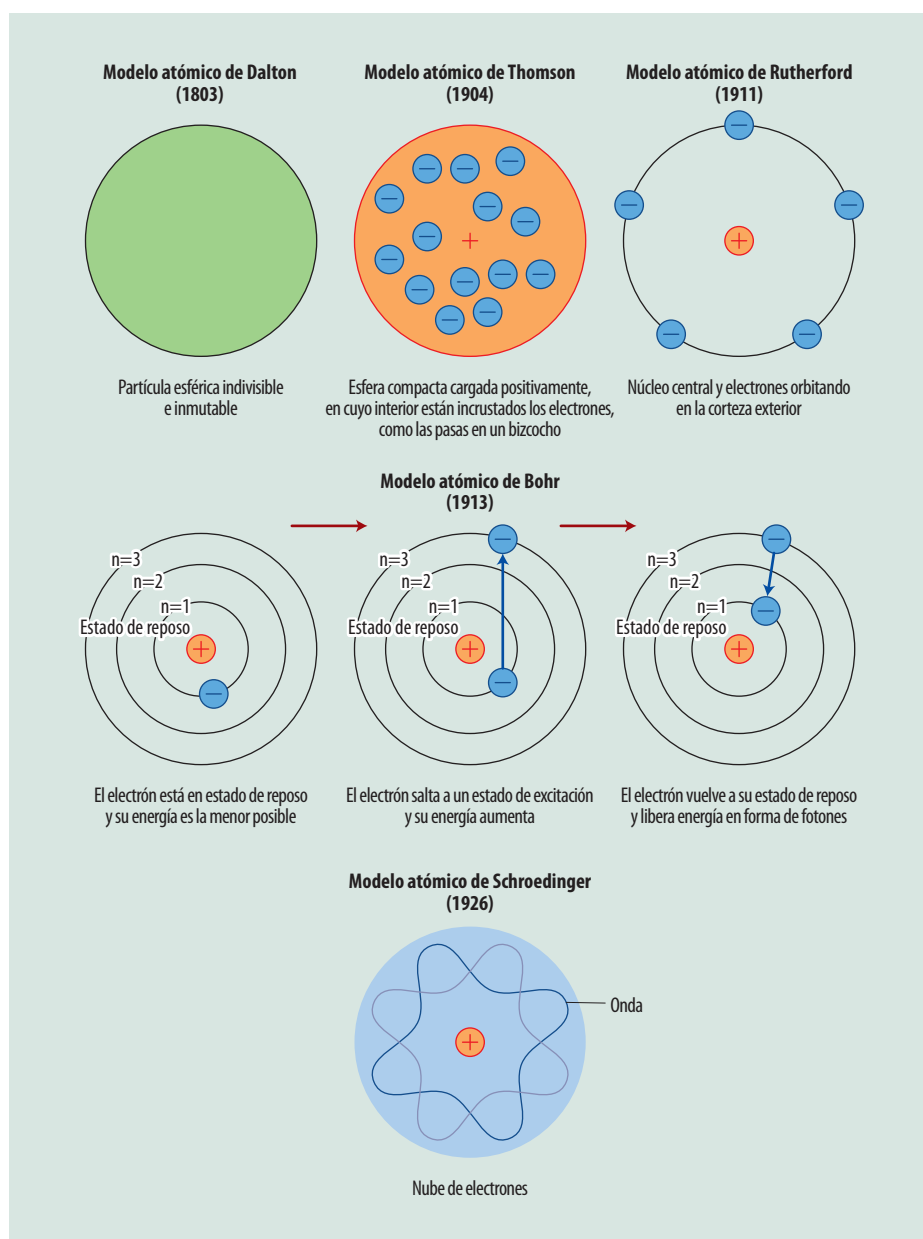 Modelo atómico de Dalton
(1803)
Modelo atómico de Thomson
(1904)
Modelo atómico de Rutherford
(1911)
Partícula esférica indivisible
e inmutable
Esfera compacta cargada positivamente,
en cuyo interior están incrustados los electrones,
como las pasas en un bizcocho
Núcleo central y electrones orbitando
en la corteza exterior
Modelo atómico de Bohr
(1913)
n=3
n=2
n=1
Estado de reposo
n=3
n=2
n=1
Estado de reposo
n=3
n=2
n=1
Estado de reposo
El electrón está en estado de reposo
y su energía es la menor posible
El electrón salta a un estado de excitación
y su energía aumenta
El electrón vuelve a su estado de reposo
y libera energía en forma de fotones
Modelo atómico de Schroedinger
(1926)
Onda
Nube de electrones